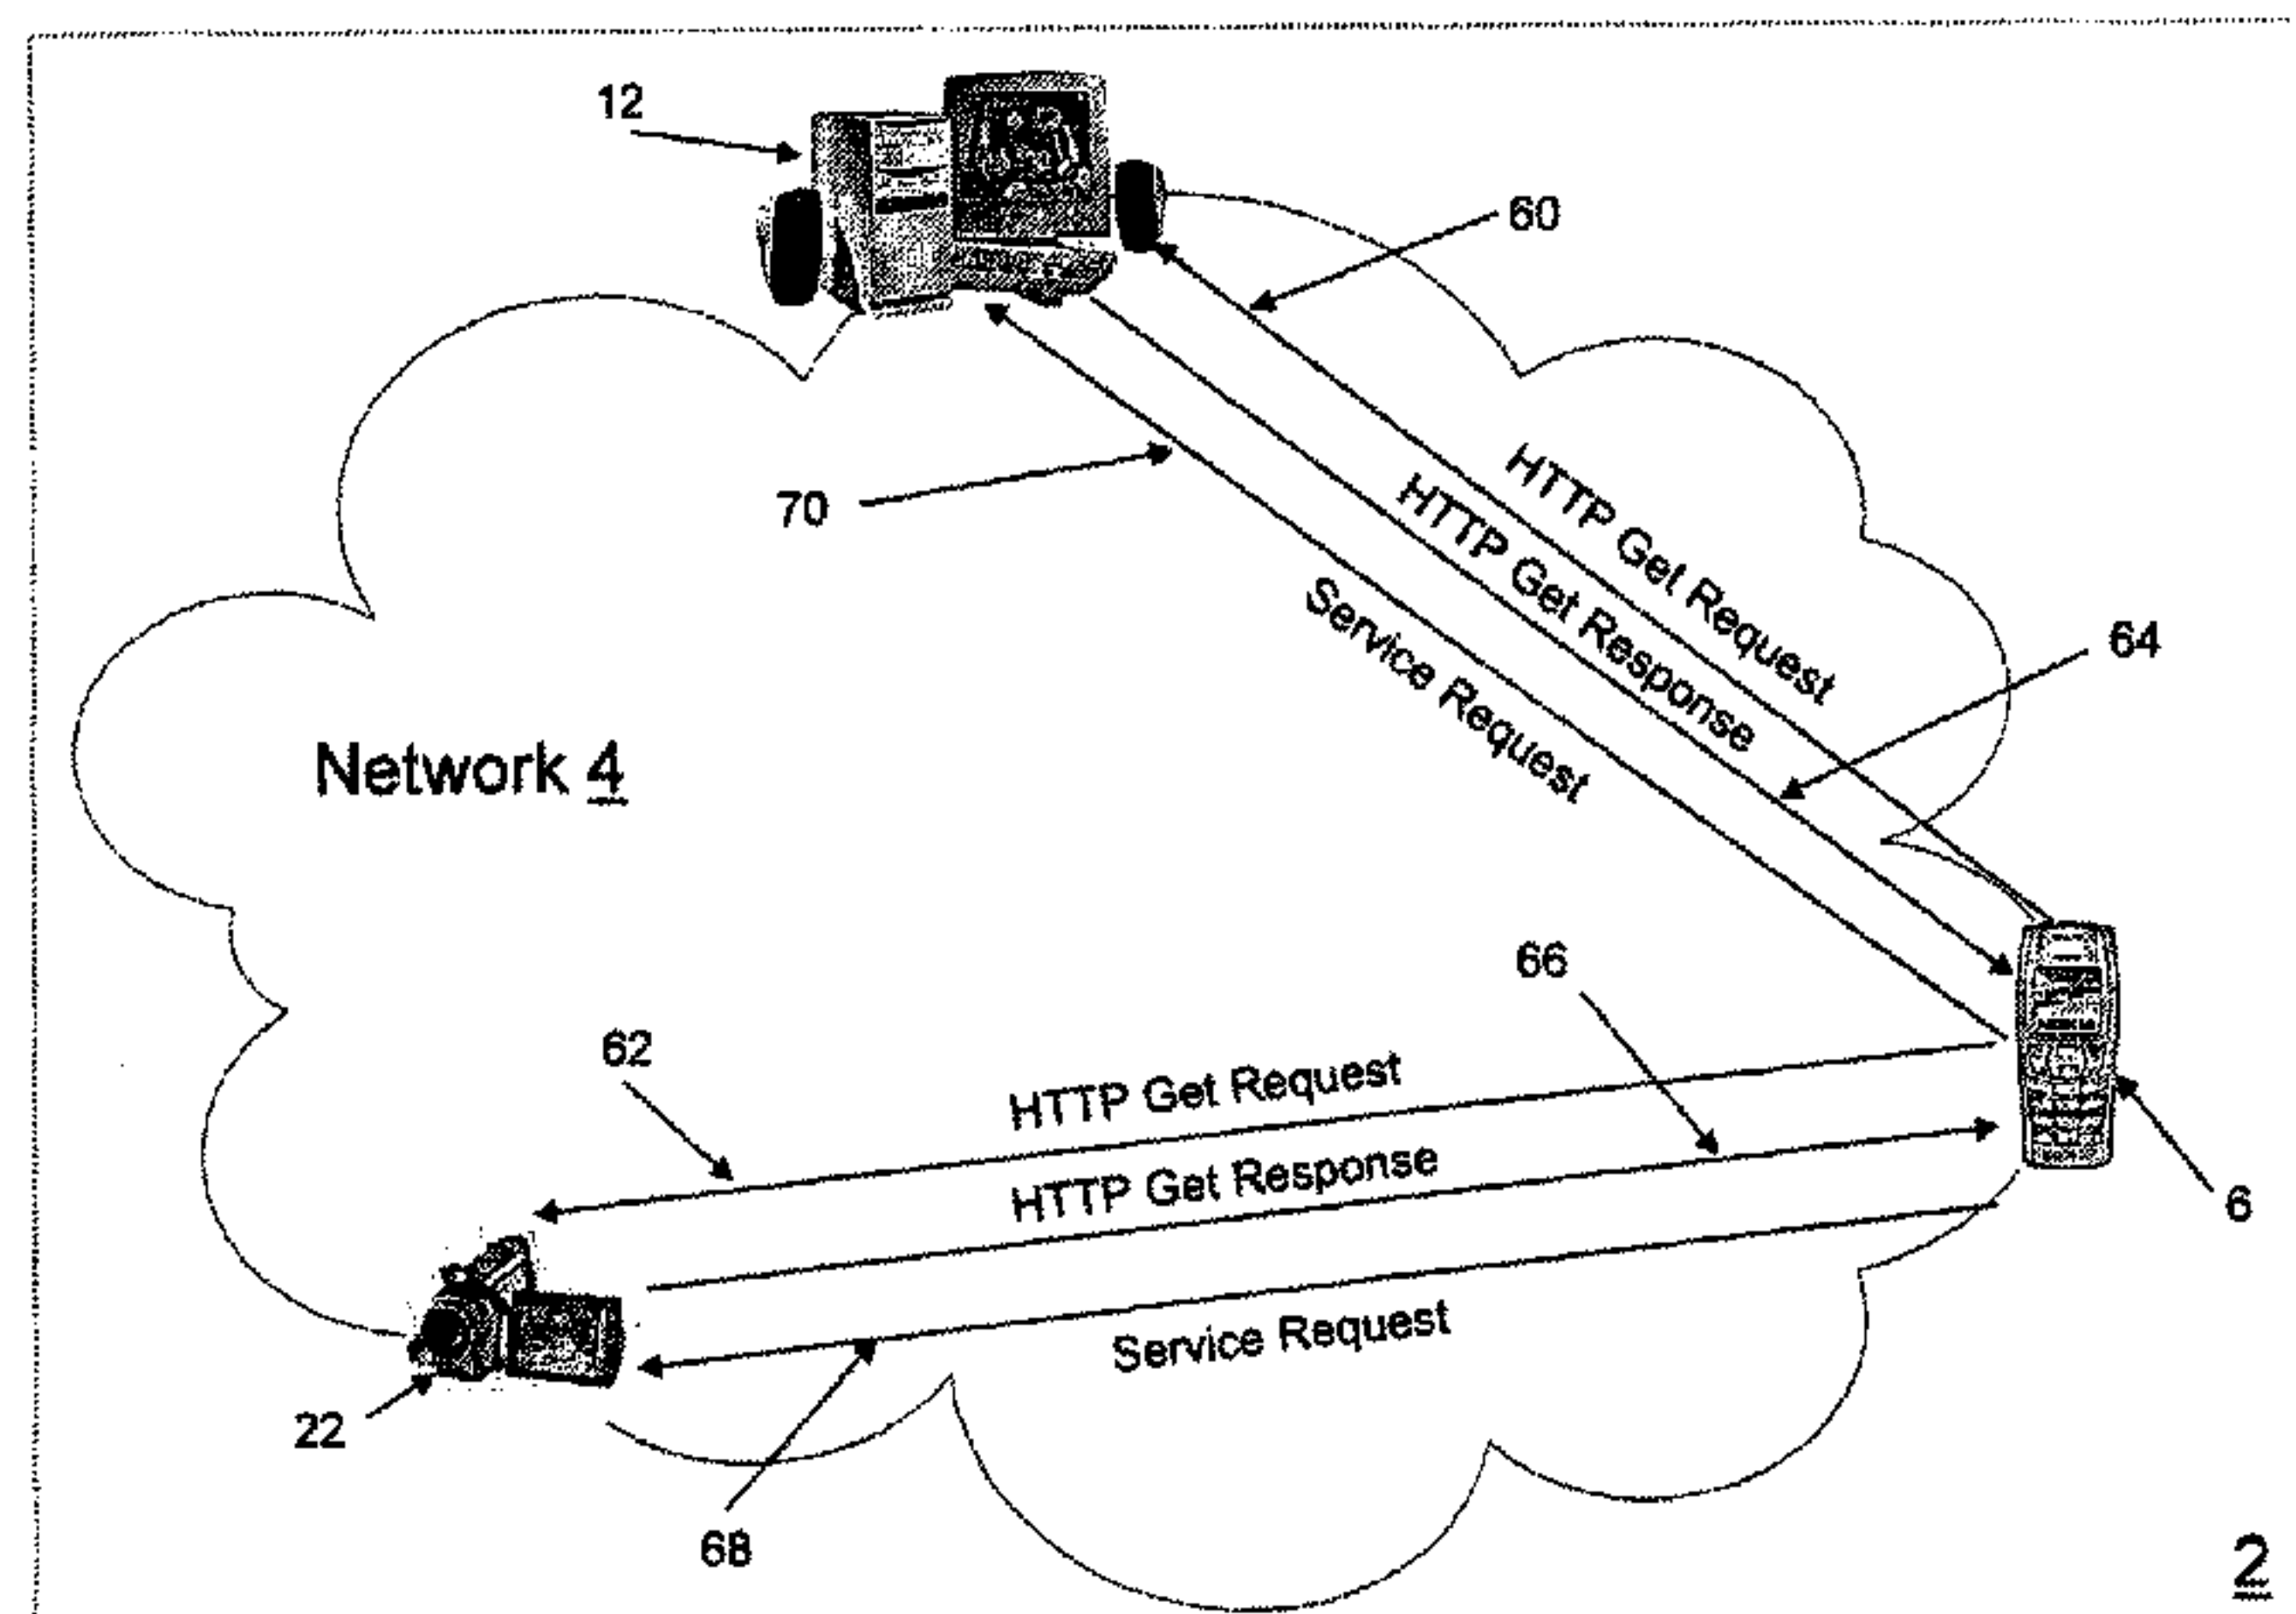 12
60
HTTP Get Request
HTTP Get Response
Service Request
70
64
Network 4
66
62
HTTP Get Request
HTTP Get Response
Service Request
6
22
68
2